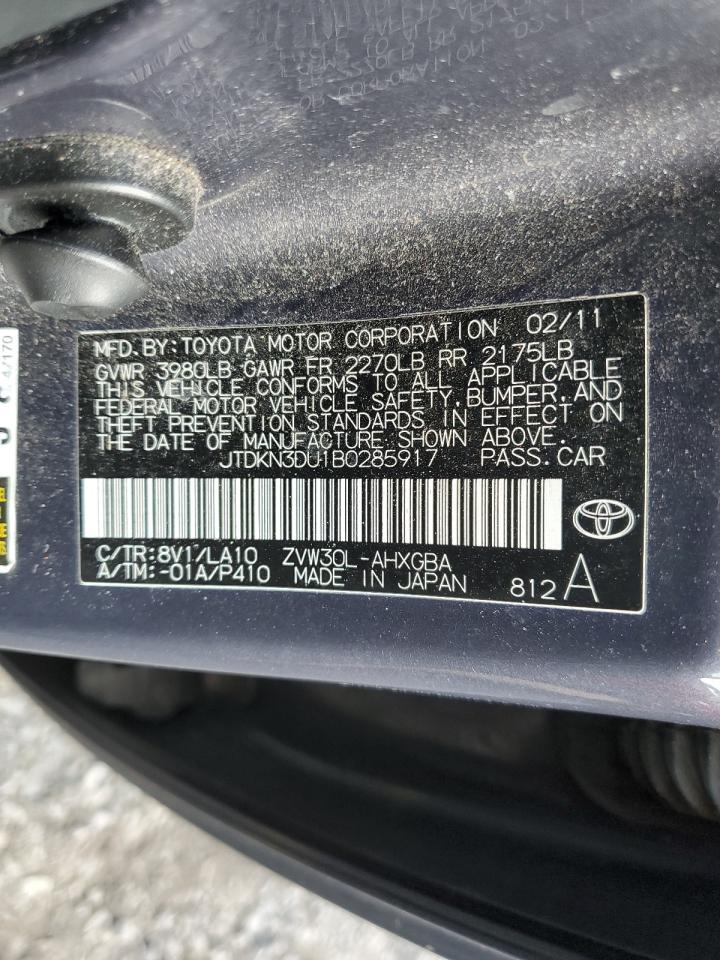 MFD.BY:TOYOTA MOTOR CORPORATION 02/11
GVWR 3980LB GAWR FR 2270LB RR 2175LB
THIS VEHICLE CONFORMS TO ALL APPLICABLE
FEDERAL MOTOR VEHICLE SAFETY,BUMPER,AND
THEFT PREVENTION STANDARDS IN EFFECT ON
THE DATE OF MANUFACTURE SHOWN ABOVE.
JTDKN3DU1B0285917 PASS.CAR
C/TR:8V1/LA10 ZVW30L-AHXGBA
A/TM:-01A/P410 MADE IN JAPAN 812A